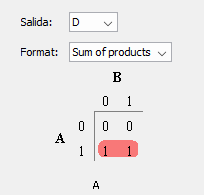 Salida: D
Format: Sum of products
B
0 1
0 0 0
A
1 1 1
A